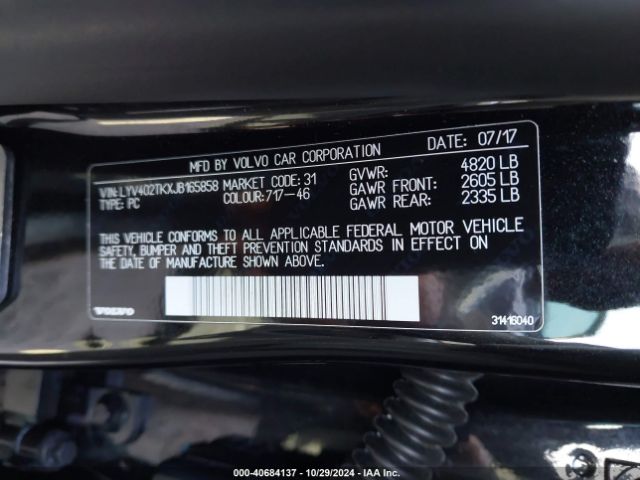 MFD BY VOLVO CAR CORPORATION DATE: 07/17
VIN:LYV402TKXJB165858 MARKET CODE: 31 GVWR: 4820 LB
TYPE: PC COLOUR:717-46 GAWR FRONT: 2605 LB
GAWR REAR: 2335 LB
THIS VEHICLE CONFORMS TO ALL APPLICABLE FEDERAL MOTOR VEHICLE
SAFETY, BUMPER AND THEFT PREVENTION STANDARDS IN EFFECT ON
THE DATE OF MANUFACTURE SHOWN ABOVE.
VOLVO 31416040
000-40684137 - 10/29/2024 - IAA Inc.